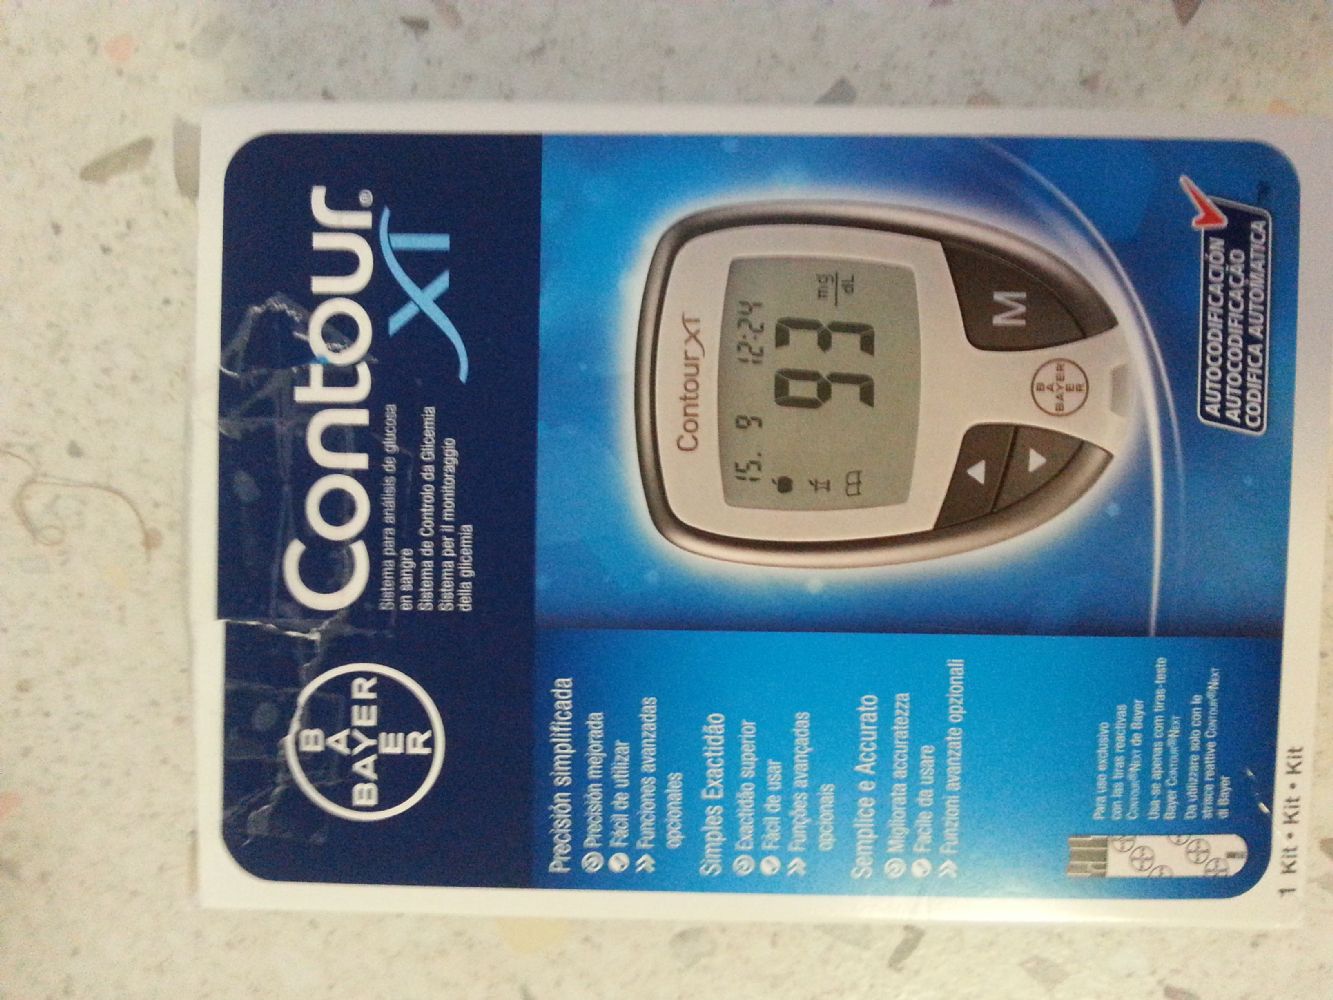 BAYER
BAYER
Contour®
XT
Sistema para análisis de glucosa
en sangre
Sistema de Controlo da Glicemia
Sistema per il monitoraggio
della glicemia
Precisión simplificada
Precisión mejorada
Fácil de utilizar
Funciones avanzadas
opcionales
Simples Exactidão
Exactidão superior
Fácil de usar
Funções avançadas
opcionais
Semplice e Accurato
Migliorata accuratezza
Facile da usare
Funzioni avanzate opzionali
Para uso exclusivo
con las tiras reactivas
Contour®Next de Bayer
Usa-se apenas com tiras-teste
Bayer Contour®Next
Da utilizzare solo con le
strisce reattive Contour®Next
di Bayer
Contour XT
15. 9 12:24
93 mg/dL
M
BAYER
BAYER
AUTOCODIFICACIÓN
AUTOCODIFICACAÇÃO
CODIFICA AUTOMATICA
1 Kit • Kit • Kit